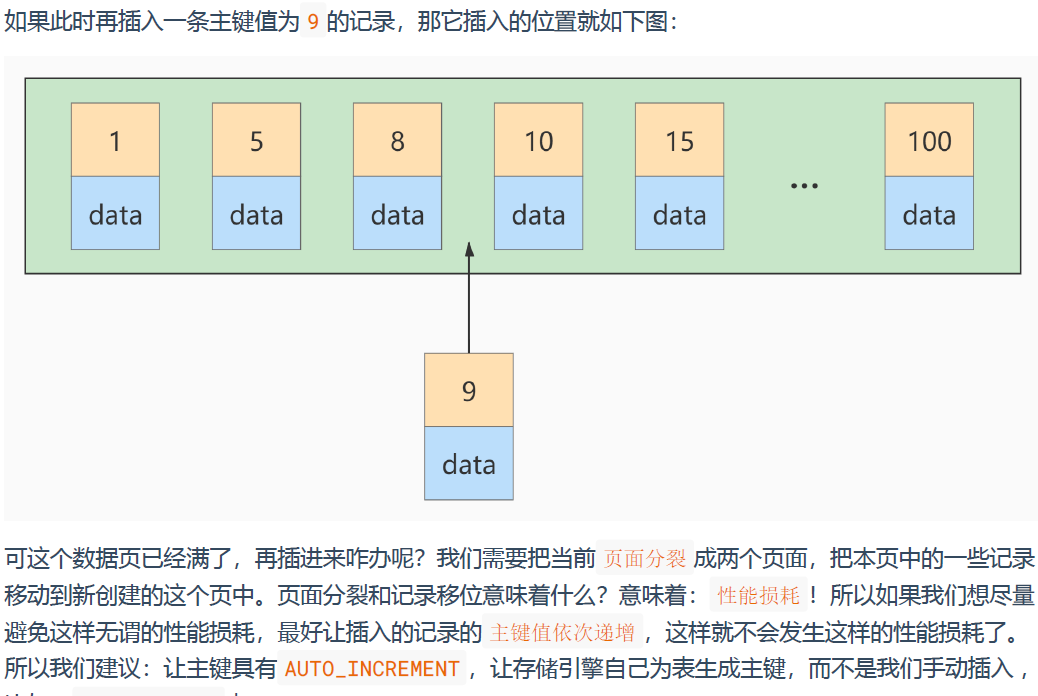 如果此时再插入一条主键值为 9 的记录，那它插入的位置就如下图：
1 5 8 10 15 100
data data data data data ... data
9
data
可这个数据页已经满了，再插进来咋办呢？我们需要把当前 页面分裂 成两个页面，把本页中的一些记录
移动到新创建的这个页中。页面分裂和记录移位意味着什么？意味着： 性能损耗 ！所以如果我们想尽量
避免这样无谓的性能损耗，最好让插入的记录的 主键值依次递增 ，这样就不会发生这样的性能损耗了。
所以我们建议：让主键具有 AUTO_INCREMENT ，让存储引擎自己为表生成主键，而不是我们手动插入 ，